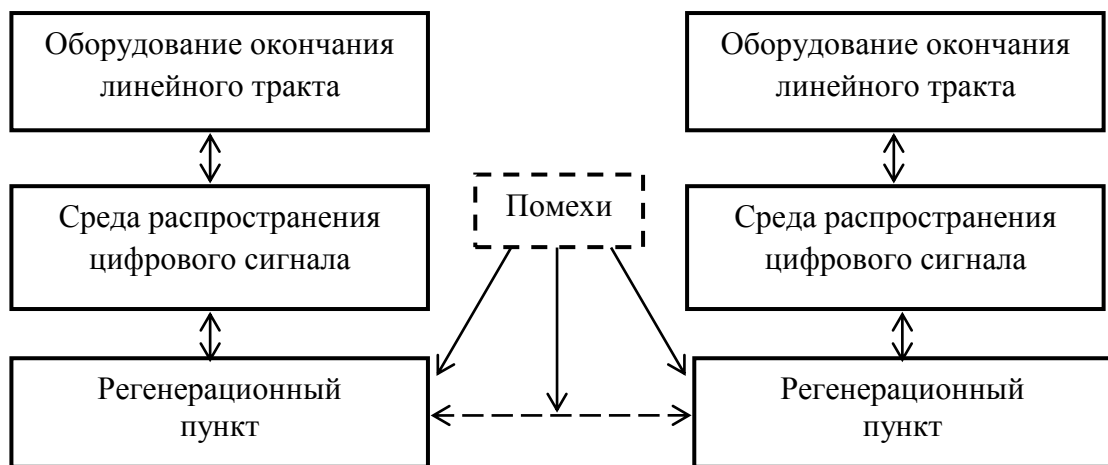 Оборудование окончания
линейного тракта
Оборудование окончания
линейного тракта
Среда распространения
цифрового сигнала
Помехи
Среда распространения
цифрового сигнала
Регенерационный
пункт
Регенерационный
пункт